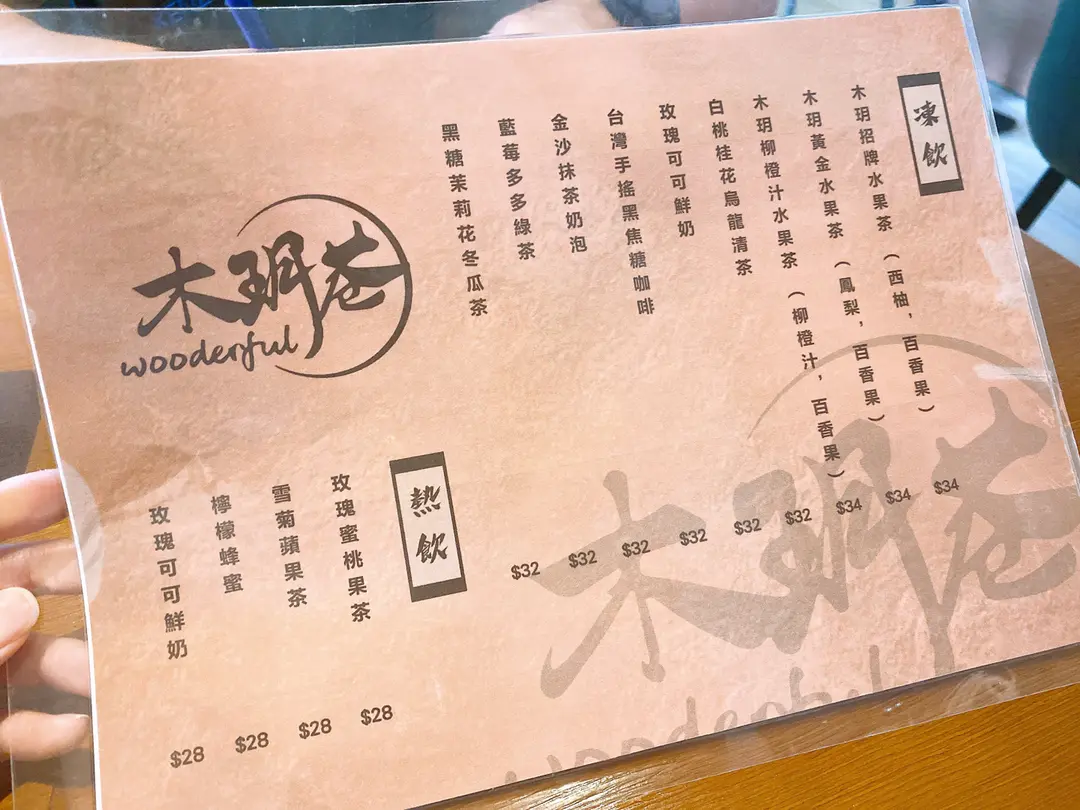 凍飲
木玥招牌水果茶（西柚，百香果） $34
木玥黃金水果茶（鳳梨，百香果） $34
木玥柳橙汁水果茶（柳橙汁，百香果） $34
白桃桂花烏龍清茶 $32
玫瑰可可鮮奶 $32
台灣手搖黑焦糖咖啡 $32
金沙抹茶奶泡 $32
藍莓多多綠茶 $32
黑糖茉莉花冬瓜茶 $32
木玥巷
wooderful
熱飲
玫瑰蜜桃果茶 $28
雪菊蘋果茶 $28
檸檬蜂蜜 $28
玫瑰可可鮮奶 $28
木玥巷
wooderful